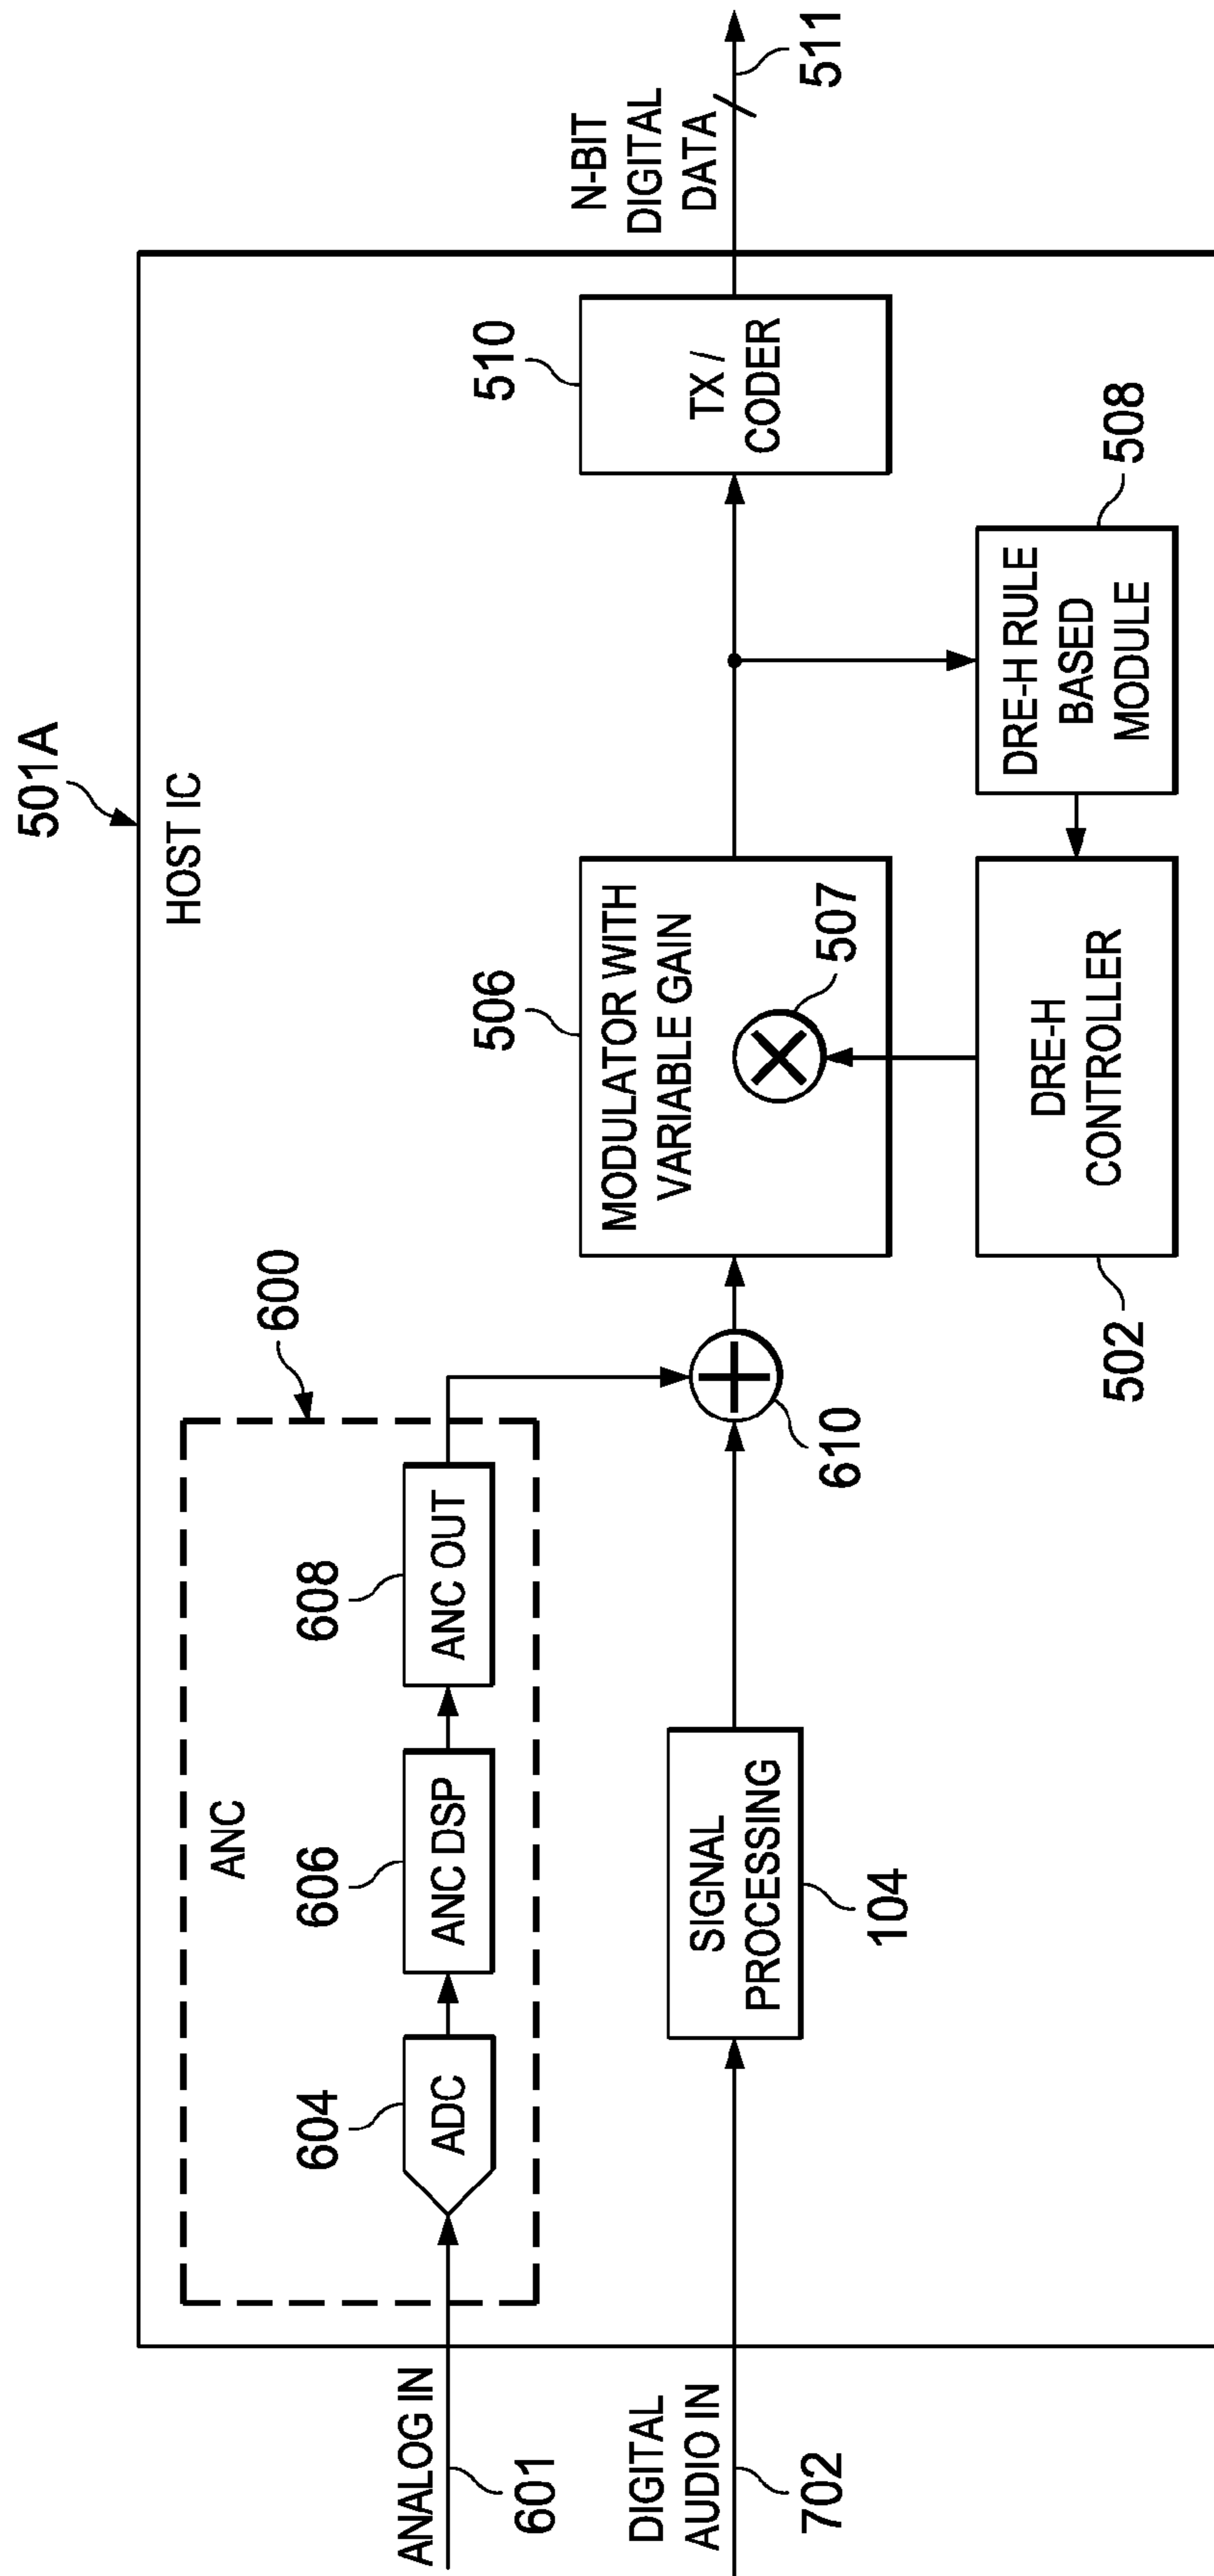 501A
HOST IC
600
ANC
604
606
608
ADC
ANC DSP
ANC OUT
ANALOG IN
601
DIGITAL
AUDIO IN
702
SIGNAL
PROCESSING
104
610
506
MODULATOR WITH
VARIABLE GAIN
507
DRE-H
CONTROLLER
502
DRE-H RULE
BASED
MODULE
508
510
TX /
CODER
N-BIT
DIGITAL
DATA
511